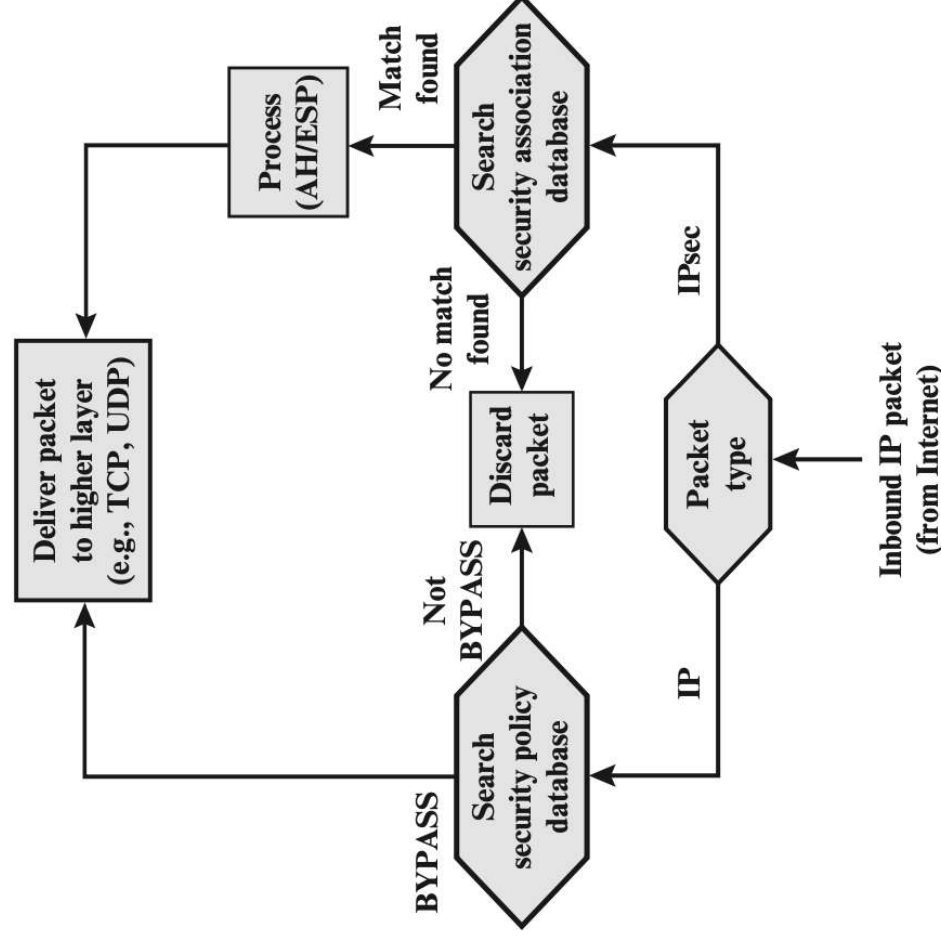 Deliver packet
to higher layer
(e.g., TCP, UDP)
Process
(AH/ESP)
BYPASS
Not
BYPASS
No match
found
Match
found
Search
security policy
database
Discard
packet
Search
security association
database
IP
Packet
type
IPsec
Inbound IP packet
(from Internet)